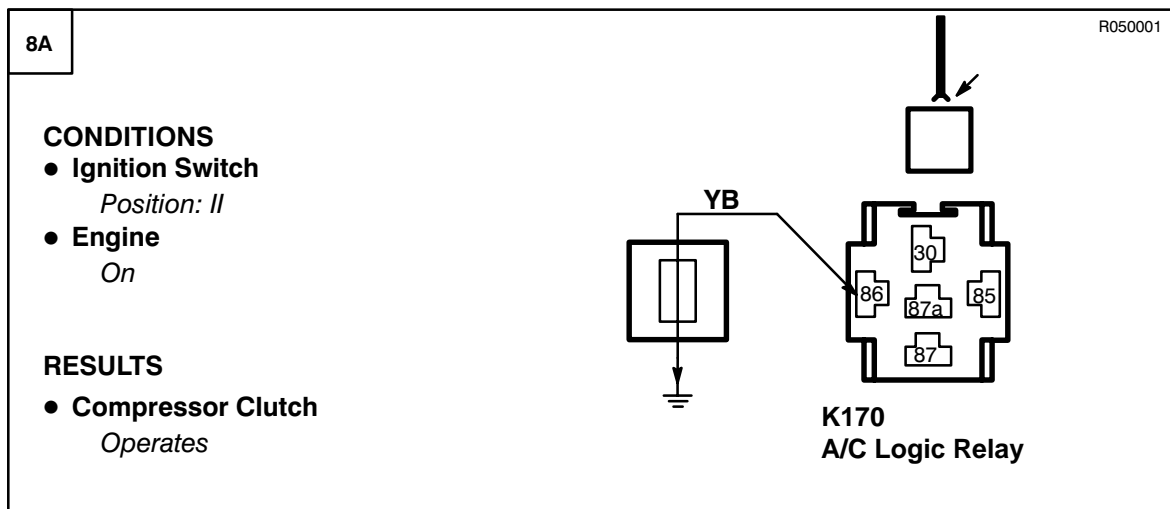 8A
R050001
CONDITIONS
● Ignition Switch
Position: II
● Engine
On
RESULTS
● Compressor Clutch
Operates
YB
30
86
87a
85
87
K170
A/C Logic Relay